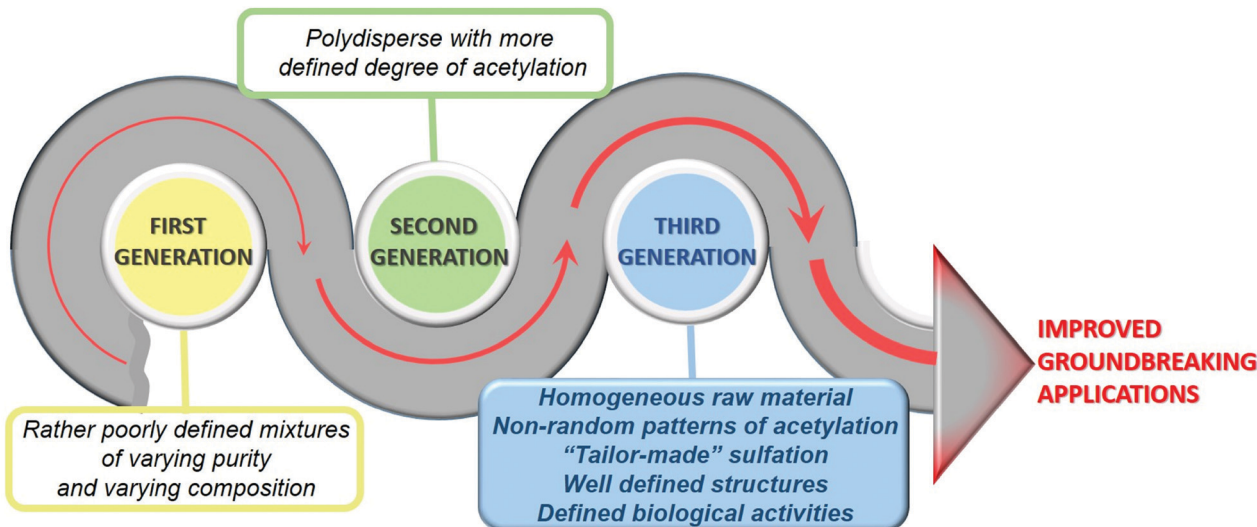 Polydisperse with more
defined degree of acetylation
FIRST
GENERATION
SECOND
GENERATION
THIRD
GENERATION
IMPROVED
GROUNDBREAKING
APPLICATIONS
Rather poorly defined mixtures
of varying purity
and varying composition
Homogeneous raw material
Non-random patterns of acetylation
“Tailor-made” sulfation
Well defined structures
Defined biological activities